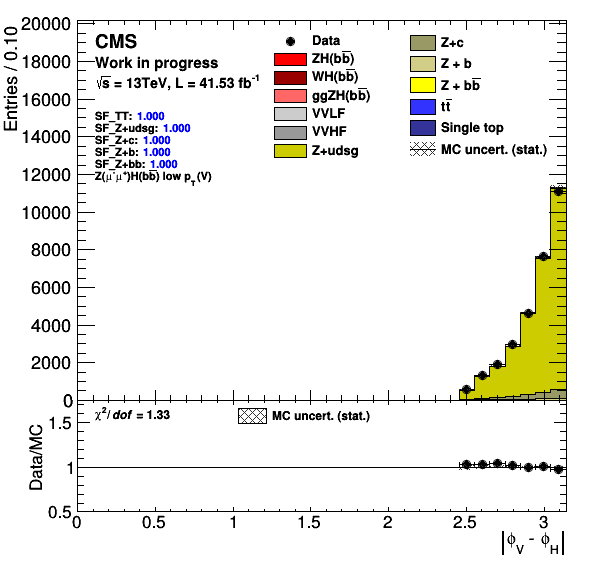 CMS
Work in progress
√s = 13TeV, L = 41.53 fb⁻¹
SF_TT: 1.000
SF_Z+udsg: 1.000
SF_Z+c: 1.000
SF_Z+b: 1.000
SF_Z+bb: 1.000
Z(μ⁻μ⁺)H(bb̅) low p_T(V)
Data
ZH(bb̅)
WH(bb̅)
ggZH(bb̅)
VVLF
VVHF
Z+udsg
Z+c
Z + b
Z + bb̅
tt̅
Single top
MC uncert. (stat.)
Entries / 0.10
20000
18000
16000
14000
12000
10000
8000
6000
4000
2000
0
χ²/dof = 1.33
MC uncert. (stat.)
Data/MC
1.5
1
0.5
0
0.5
1
1.5
2
2.5
3
|ϕ_V - ϕ_H|